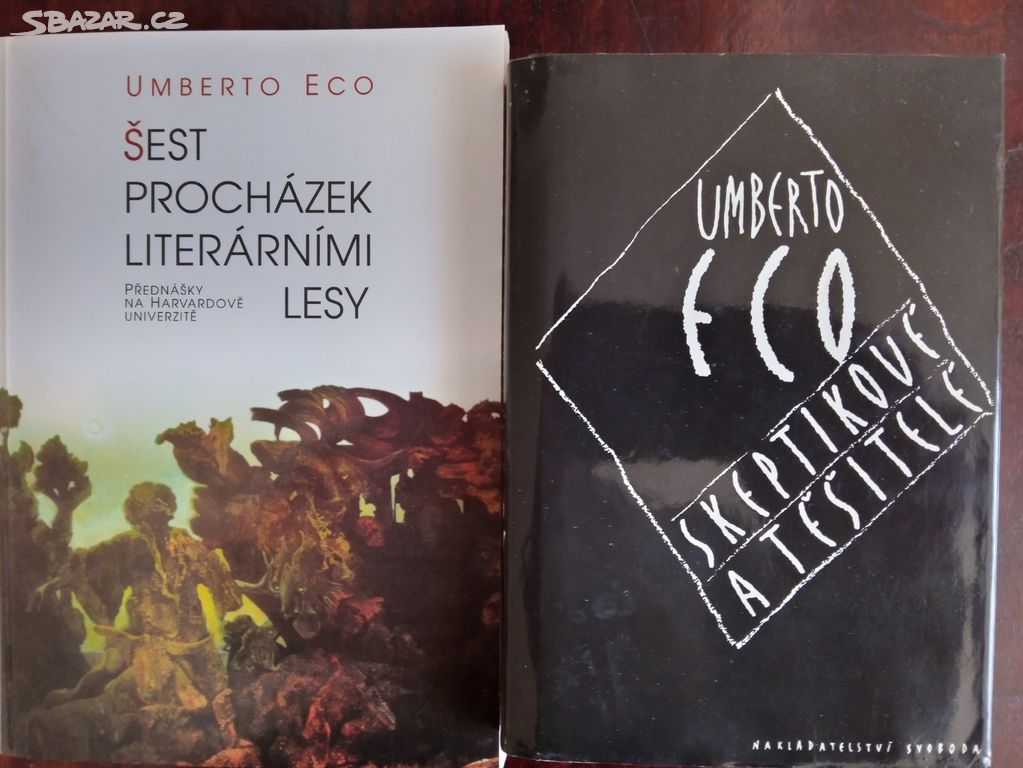 SBAZAR.CZ
UMBERTO ECO
ŠEST
PROCHÁZEK
LITERÁRNÍMI
PŘEDNÁŠKY
NA HARVARDOVĚ
UNIVERZITĚ
LESY
UMBERTO
ECO
SKEPTIKOVÉ
A TĚŠITELÉ
NAKLADATELSTVÍ SVOBODA